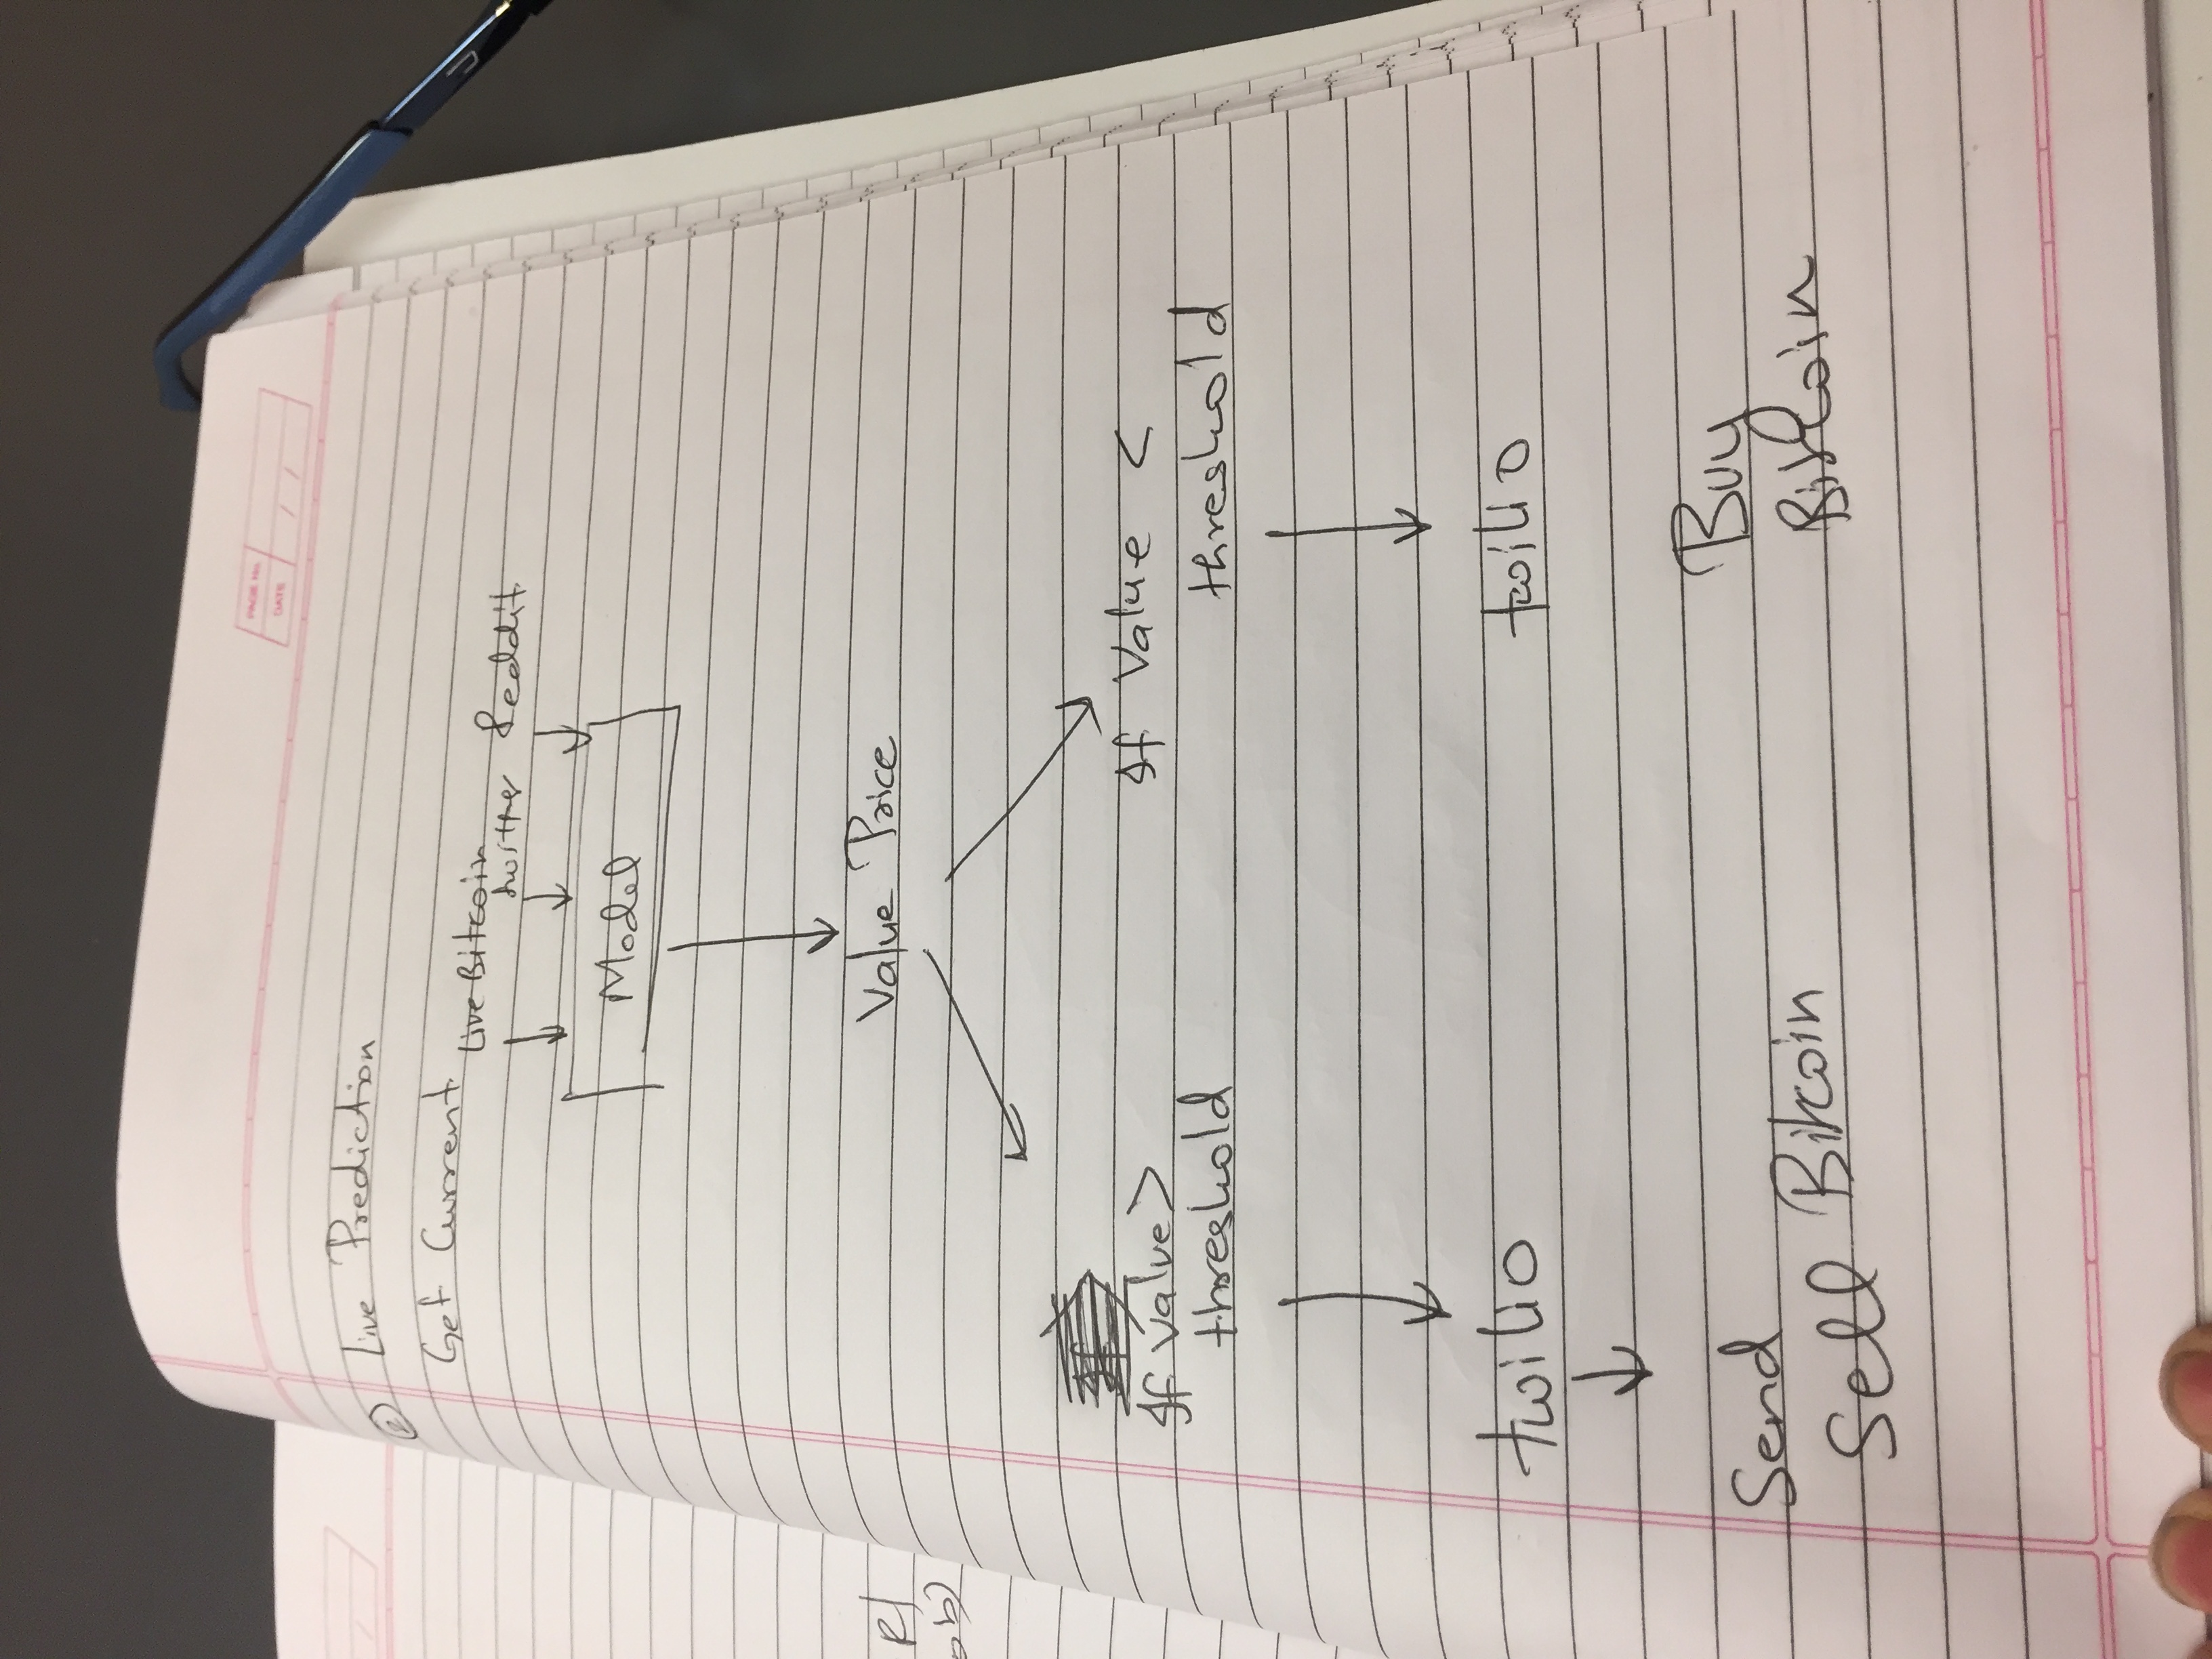 PAGE No.
DATE / /
② Live Prediction
Get Current
Live Bitcoin
twitter Reddit
Model
Value Price
If value >
threshold
If Value <
threshold
twilio
twilio
Send
Sell Bitcoin
Buy
Bitcoin
R/